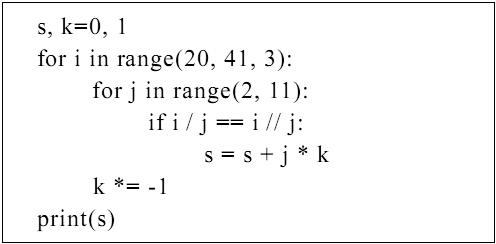 s, k=0, 1
for i in range(20, 41, 3):
for j in range(2, 11):
if i / j == i // j:
s = s + j * k
k *= -1
print(s)